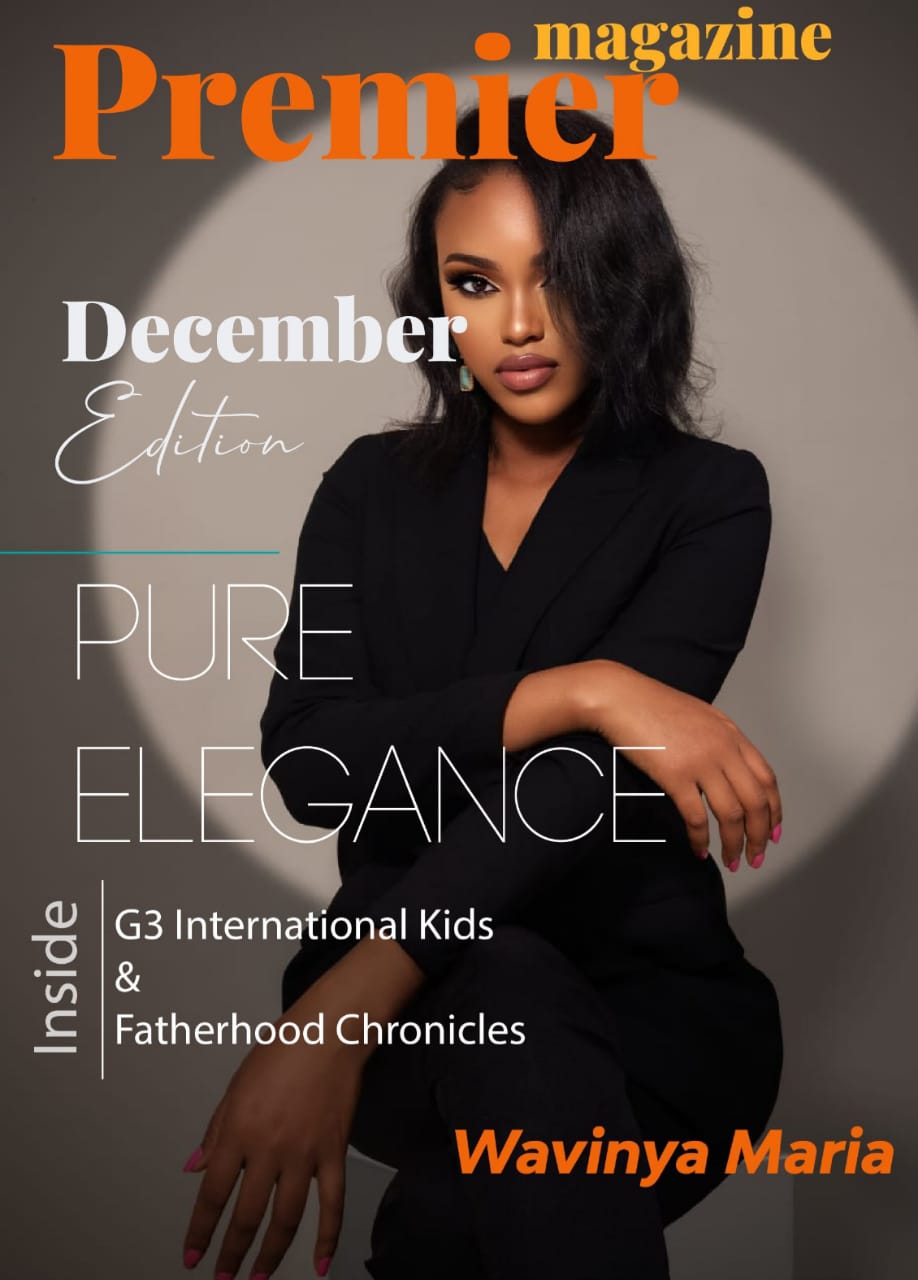 magazine
Premier
December
Edition
PURE
ELEGANCE
Inside
G3 International Kids
&
Fatherhood Chronicles
Wavinya Maria